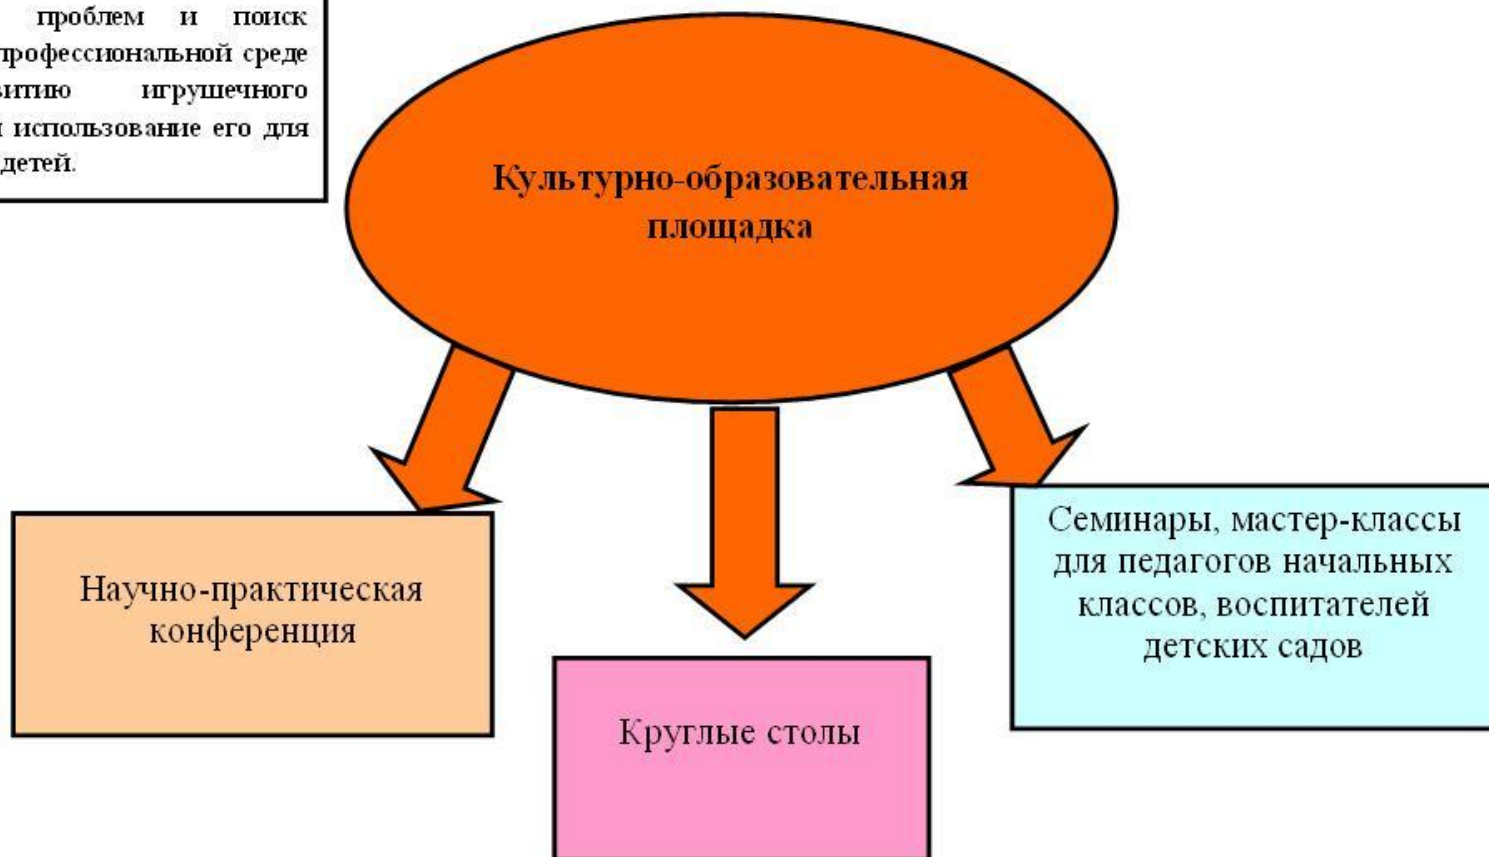 проблем и поиск
профессиональной среде
игрушечного
использование его для
детей.
Культурно-образовательная
площадка
Научно-практическая
конференция
Круглые столы
Семинары, мастер-классы
для педагогов начальных
классов, воспитателей
детских садов